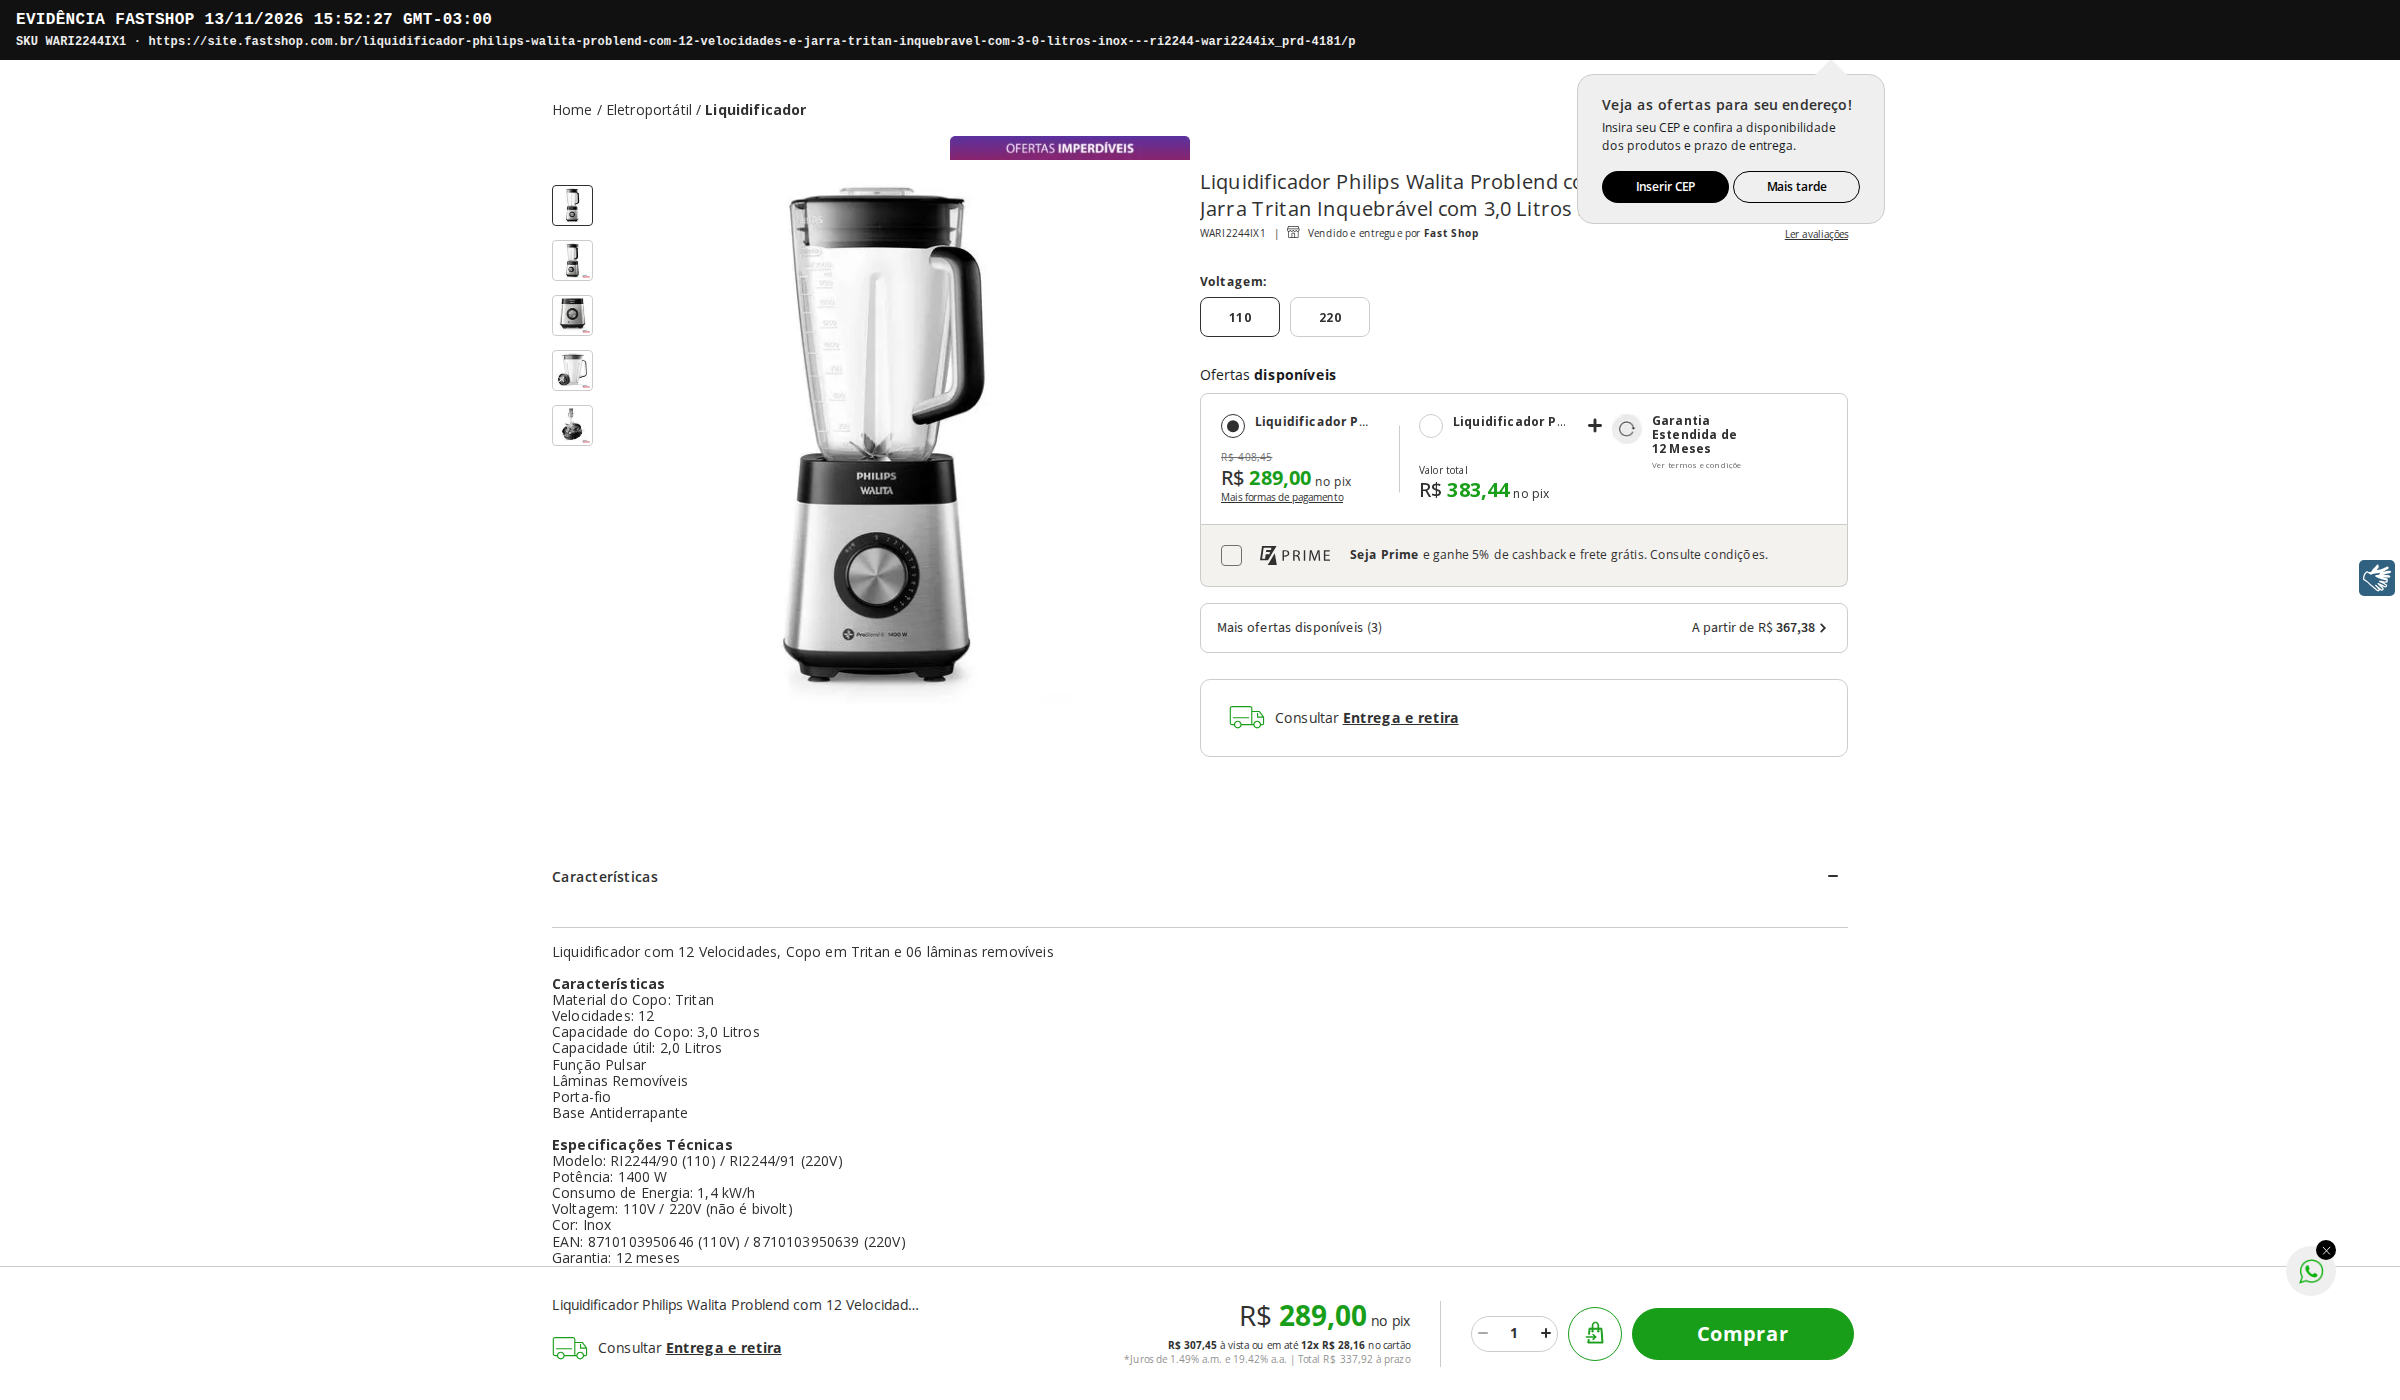 EVIDÊNCIA FASTSHOP 13/11/2026 15:52:27 GMT-03:00
SKU WARI2244IX1 · https://site.fastshop.com.br/liquidificador-philips-walita-problend-com-12-velocidades-e-jarra-tritan-inquebravel-com-3-0-litros-inox---ri2244-wari2244ix_prd-4181/p
Home / Eletroportátil / Liquidificador
Veja as ofertas para seu endereço!
Insira seu CEP e confira a disponibilidade
dos produtos e prazo de entrega.
Inserir CEP
Mais tarde
OFERTAS IMPERDÍVEIS
Liquidificador Philips Walita Problend
Jarra Tritan Inquebrável com 3,0 Litros
WARI2244IX1 | Vendido e entregue por Fast Shop
Ler avaliações
Voltagem:
110
220
Ofertas disponíveis
Liquidificador P...
R$ 408,45
R$ 289,00 no pix
Mais formas de pagamento
Liquidificador P...
Valor total
R$ 383,44 no pix
+
Garantia
Estendida de
12 Meses
Ver termos e condiçõe
PRIME
Seja Prime e ganhe 5% de cashback e frete grátis. Consulte condições.
Mais ofertas disponíveis (3)
A partir de R$ 367,38
Consultar Entrega e retira
PHILIPS
WALITA
ProBlend 6 1400 W
Características
Liquidificador com 12 Velocidades, Copo em Tritan e 06 lâminas removíveis
Características
Material do Copo: Tritan
Velocidades: 12
Capacidade do Copo: 3,0 Litros
Capacidade útil: 2,0 Litros
Função Pulsar
Lâminas Removíveis
Porta-fio
Base Antiderrapante
Especificações Técnicas
Modelo: RI2244/90 (110) / RI2244/91 (220V)
Potência: 1400 W
Consumo de Energia: 1,4 kW/h
Voltagem: 110V / 220V (não é bivolt)
Cor: Inox
EAN: 8710103950646 (110V) / 8710103950639 (220V)
Garantia: 12 meses
Liquidificador Philips Walita Problend com 12 Velocidad...
Consultar Entrega e retira
R$ 289,00 no pix
R$ 307,45 à vista ou em até 12x R$ 28,16 no cartão
*Juros de 1.49% a.m. e 19.42% a.a. | Total R$ 337,92 à prazo
− 1 +
Comprar